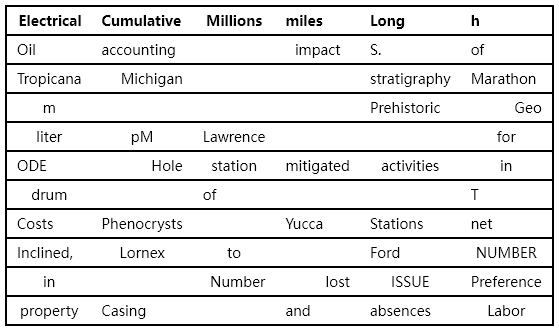 Electrical Cumulative Millions miles Long h
Oil accounting impact S. of
Tropicana Michigan stratigraphy Marathon
m Prehistoric Geo
liter pM Lawrence for
ODE Hole station mitigated activities in
drum of T
Costs Phenocrysts Yucca Stations net
Inclined, Lornex to Ford NUMBER
in Number lost ISSUE Preference
property Casing and absences Labor